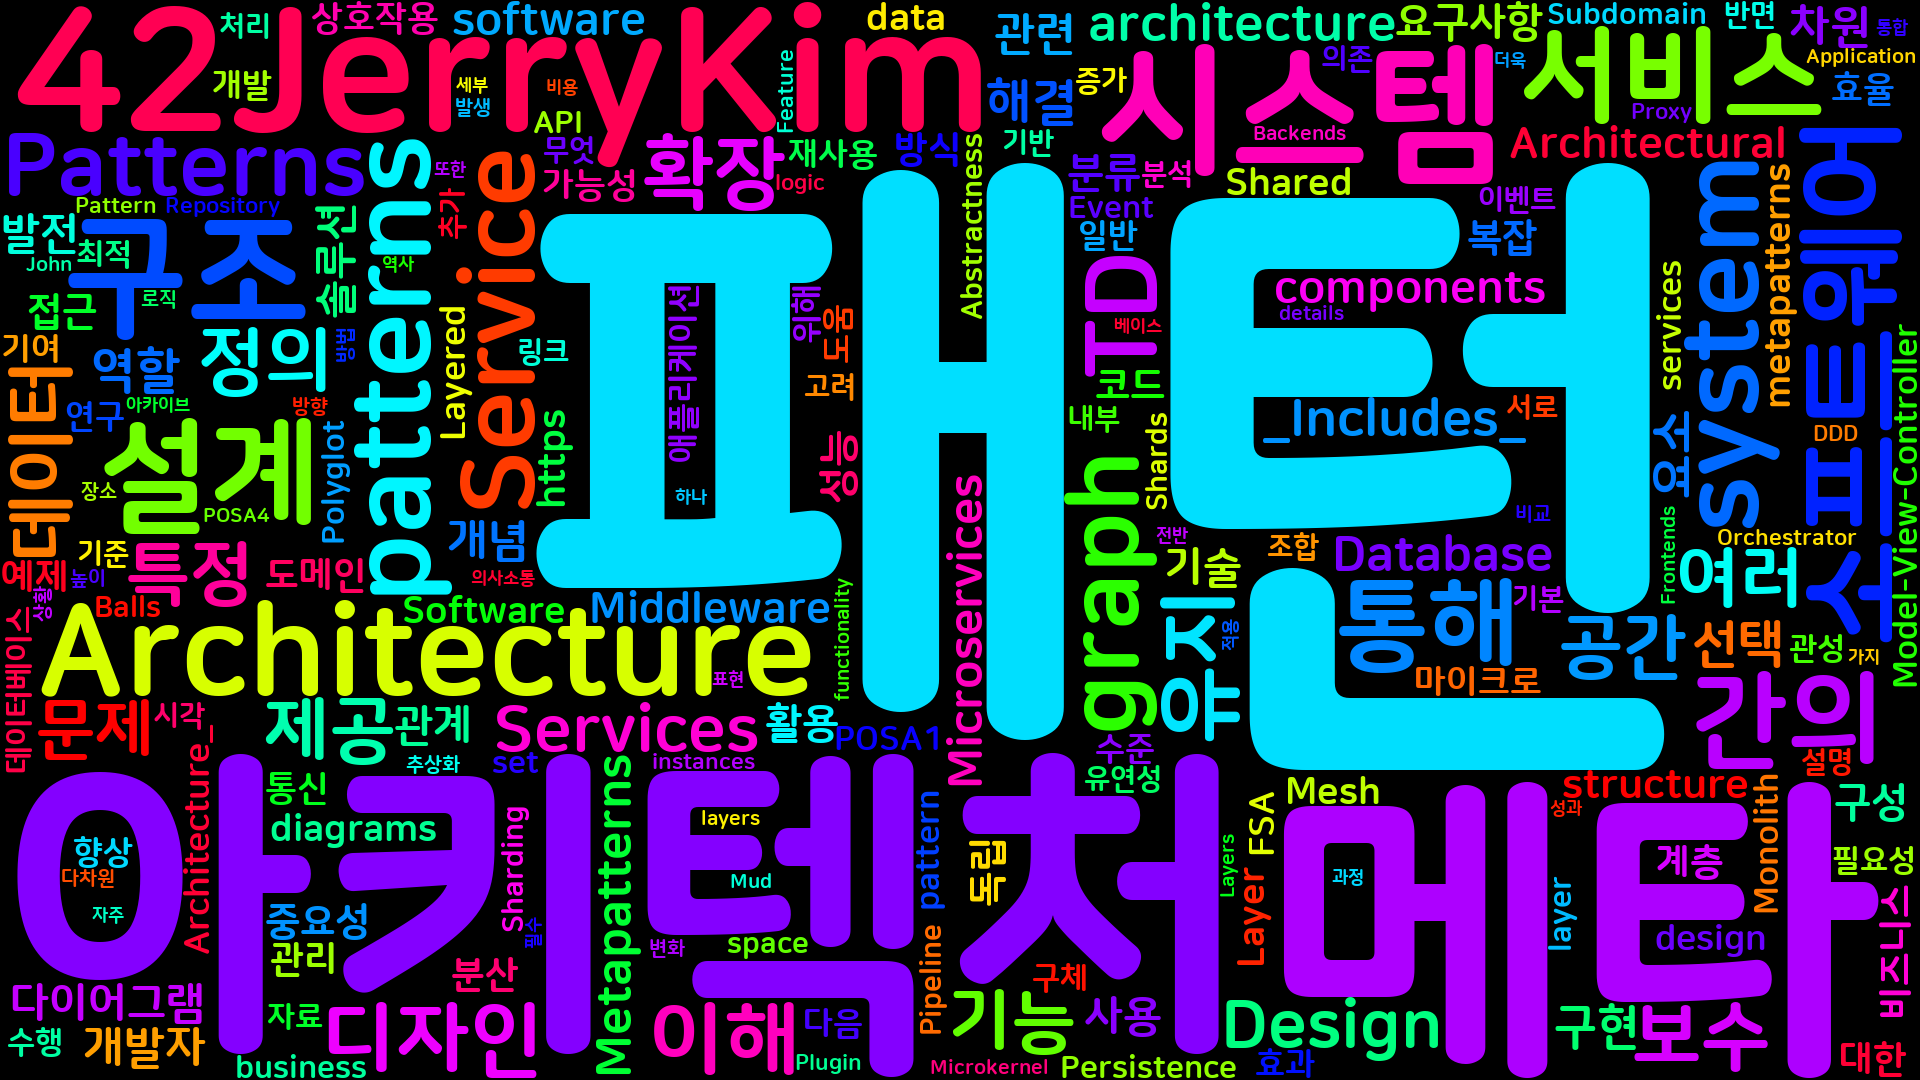 42JerryKim
처리
상호작용
software
data
관련
architecture
요구사항
Subdomain
반면
차원
통합
개발
세부
발생
비용
API
Feature
해결
증가
시스템
의존
더욱
서비스
Application
효율
Proxy
Patterns
patterns
또한
Service
무엇
가능성
확장
재사용
logic
방식
Abstractness
기반
분류
분석
Backends
Shared
Event
Architectural
system
metapatterns
소프트웨어
Pattern
Repository
발전
최적
John
구조
로직
솔루션
역사
추가
Layered
패턴
애플리케이션
위해
도움
고려
일반
이벤트
복잡
TD
components
details
베이스
services
접근
기여
역할
정의
방법
링크
코드
내부
_Includes_
서로
요소
DDD
Model-View-Controller
데이터
연구
아카이브
방향
설계
장소
POSA4
Polyglot
https
하나
성능
Microservices
graph
Shards
비교
Frontends
Orchestrator
기준
예제
높이
상황
특정
도메인
개념
의사소통
전반
기술
조합
Database
여러
Balls
Software
Middleware
functionality
유지
적용
통해
기본
공간
선택
관성
가지
Architecture
표현
마이크로
데이터베이스
문제
시각
제공
관계
Services
활용
POSA1
수준
유연성
간의
설명
Architecture_
추상화
set
instances
통신
diagrams
Sharding
Metapatterns
layers
Mud
Pipeline
pattern
독립
Layers
FSA
Mesh
structure
성과
Monolith
구성
아키텍처
메타
향상
다차원
자주
중요성
관리
필수
변화
space
Layer
과정
layer
계층
design
필요성
비지니스
다이어그램
수행
개발자
자료
business
디자인
분산
이해
다음
Plugin
기능
구체
사용
Microkernel
Persistence
Design
효과
구현
보수
대한